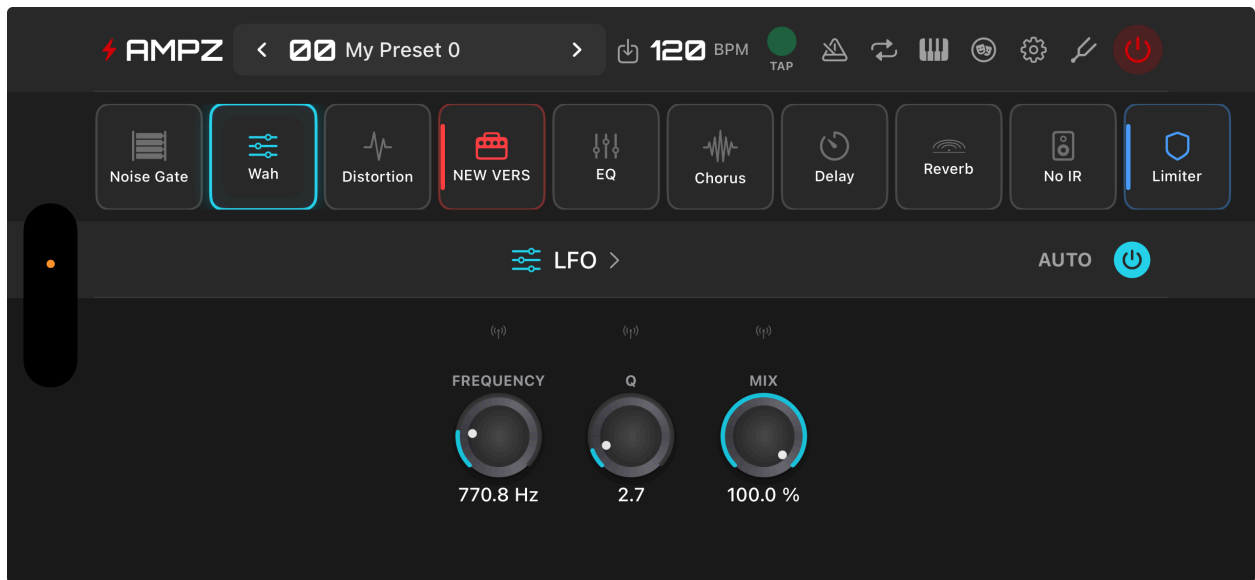 AMPZ 00 My Preset 0 120 BPM TAP
Noise Gate Wah Distortion NEW VERS EQ Chorus Delay Reverb No IR Limiter
LFO AUTO
FREQUENCY Q MIX
770.8 Hz 2.7 100.0 %